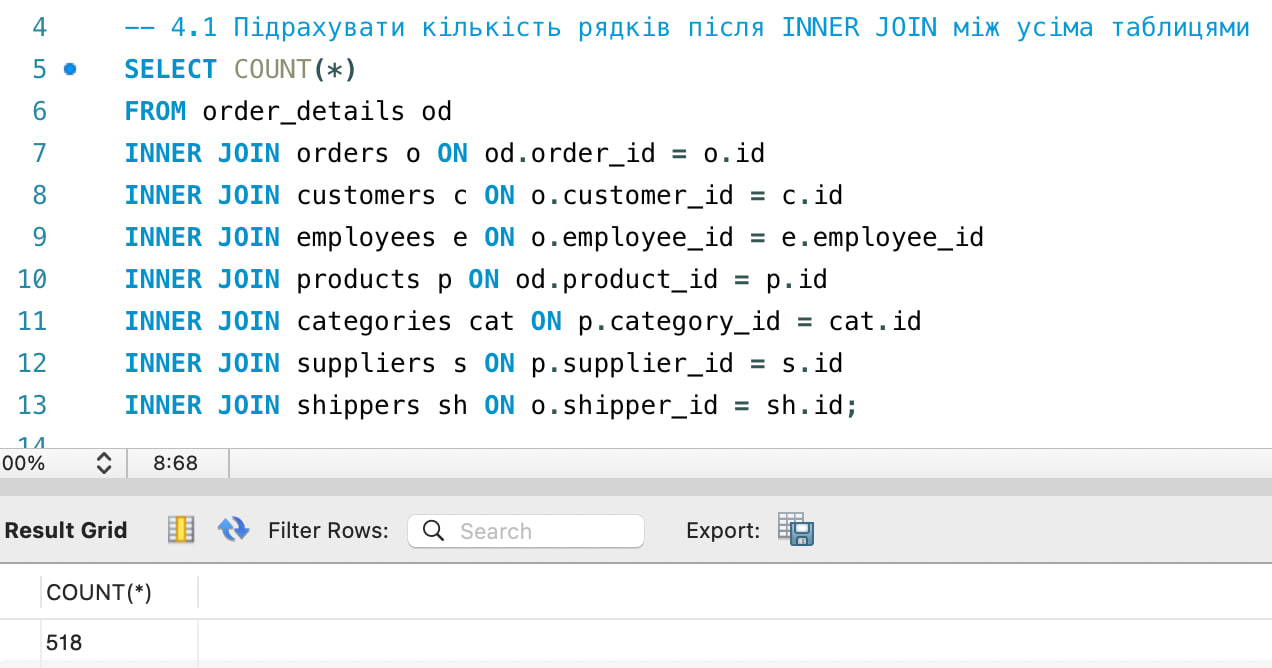 4 -- 4.1 Підрахувати кількість рядків після INNER JOIN між усіма таблицями
5 SELECT COUNT(*)
6 FROM order_details od
7 INNER JOIN orders o ON od.order_id = o.id
8 INNER JOIN customers c ON o.customer_id = c.id
9 INNER JOIN employees e ON o.employee_id = e.employee_id
10 INNER JOIN products p ON od.product_id = p.id
11 INNER JOIN categories cat ON p.category_id = cat.id
12 INNER JOIN suppliers s ON p.supplier_id = s.id
13 INNER JOIN shippers sh ON o.shipper_id = sh.id;
14
00% 8:68
Result Grid Filter Rows: Search Export:
COUNT(*)
518